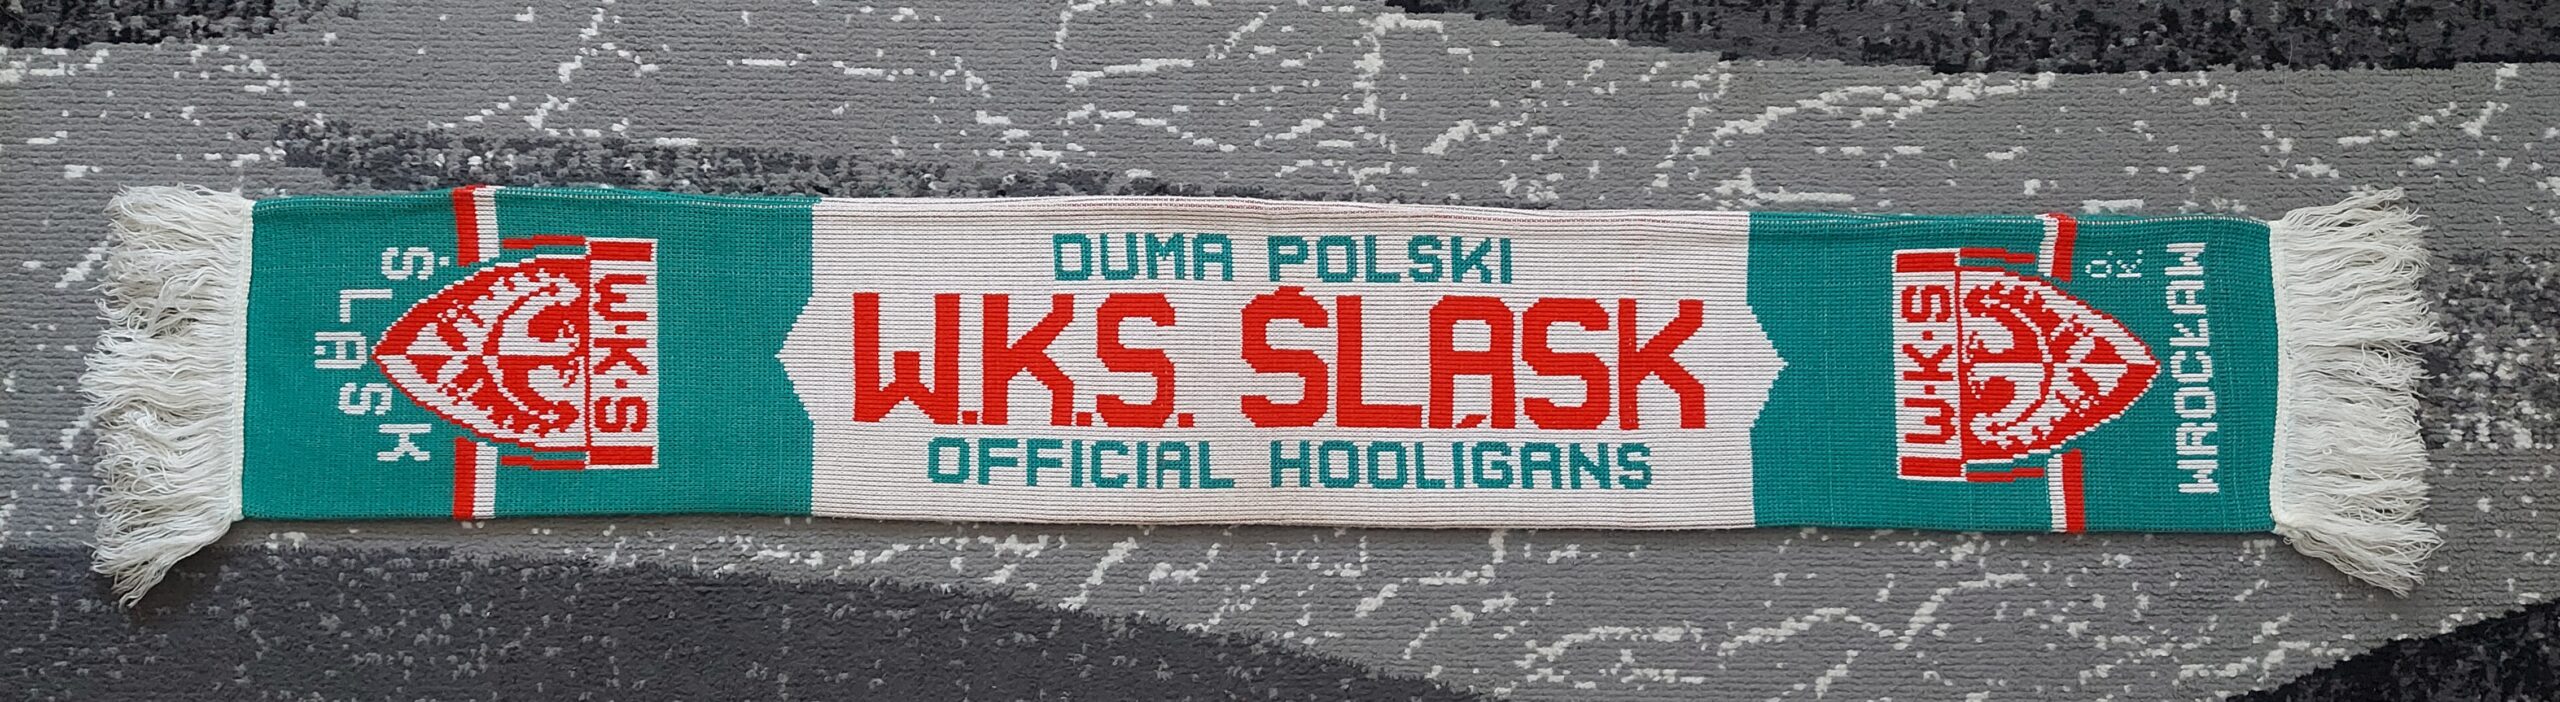 ŚLĄSK
W·K·S
DUMA POLSKI
W.K.S. ŚLĄSK
OFFICIAL HOOLIGANS
W·K·S
O.K.
WROCŁAW